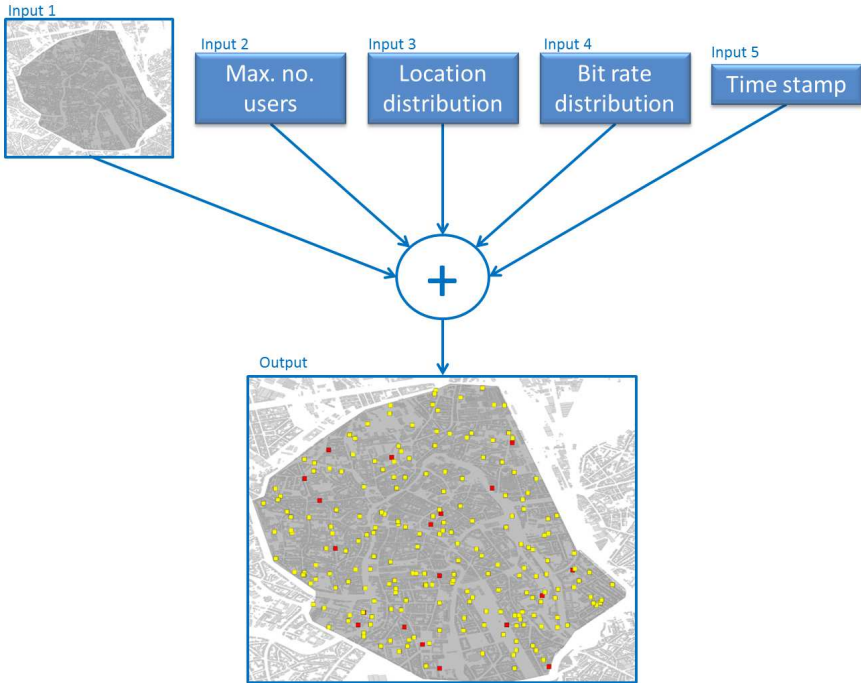 Input 1
Input 2
Input 3
Input 4
Input 5
Max. no.
users
Location
distribution
Bit rate
distribution
Time stamp
+
Output